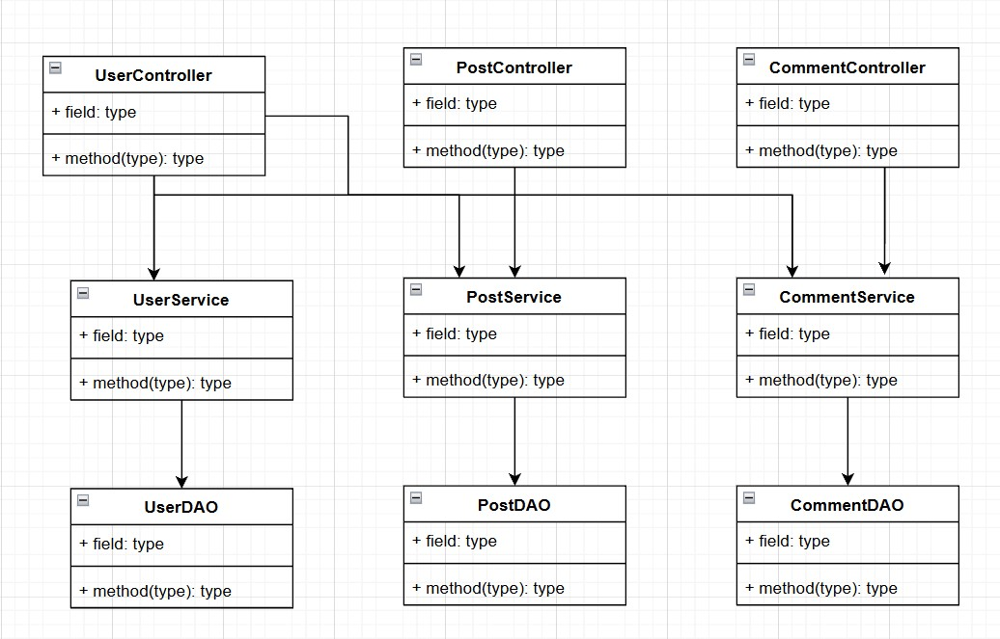 UserController
+ field: type
+ method(type): type
PostController
+ field: type
+ method(type): type
CommentController
+ field: type
+ method(type): type
UserService
+ field: type
+ method(type): type
PostService
+ field: type
+ method(type): type
CommentService
+ field: type
+ method(type): type
UserDAO
+ field: type
+ method(type): type
PostDAO
+ field: type
+ method(type): type
CommentDAO
+ field: type
+ method(type): type